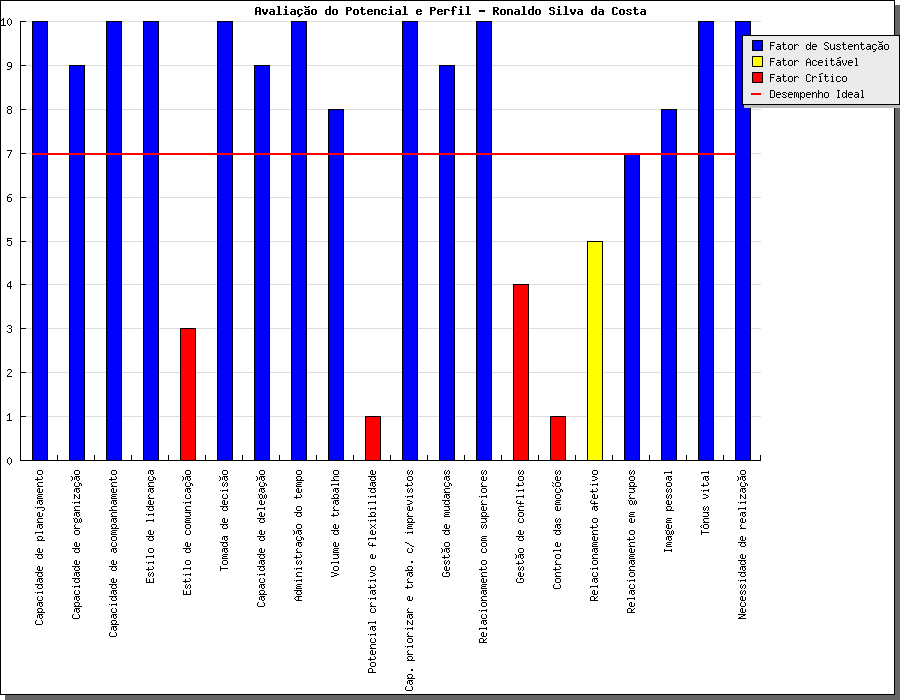 Avaliação do Potencial e Perfil - Ronaldo Silva da Costa
Fator de Sustentação
Fator Aceitável
Fator Crítico
Desempenho Ideal
10
9
8
7
6
5
4
3
2
1
0
Capacidade de planejamento
Capacidade de organização
Capacidade de acompanhamento
Estilo de liderança
Estilo de comunicação
Tomada de decisão
Capacidade de delegação
Administração do tempo
Volume de trabalho
Potencial criativo e flexibilidade
Cap. priorizar e trab. c/ imprevistos
Gestão de mudanças
Relacionamento com superiores
Gestão de conflitos
Controle das emoções
Relacionamento afetivo
Relacionamento em grupos
Imagem pessoal
Tônus vital
Necessidade de realização